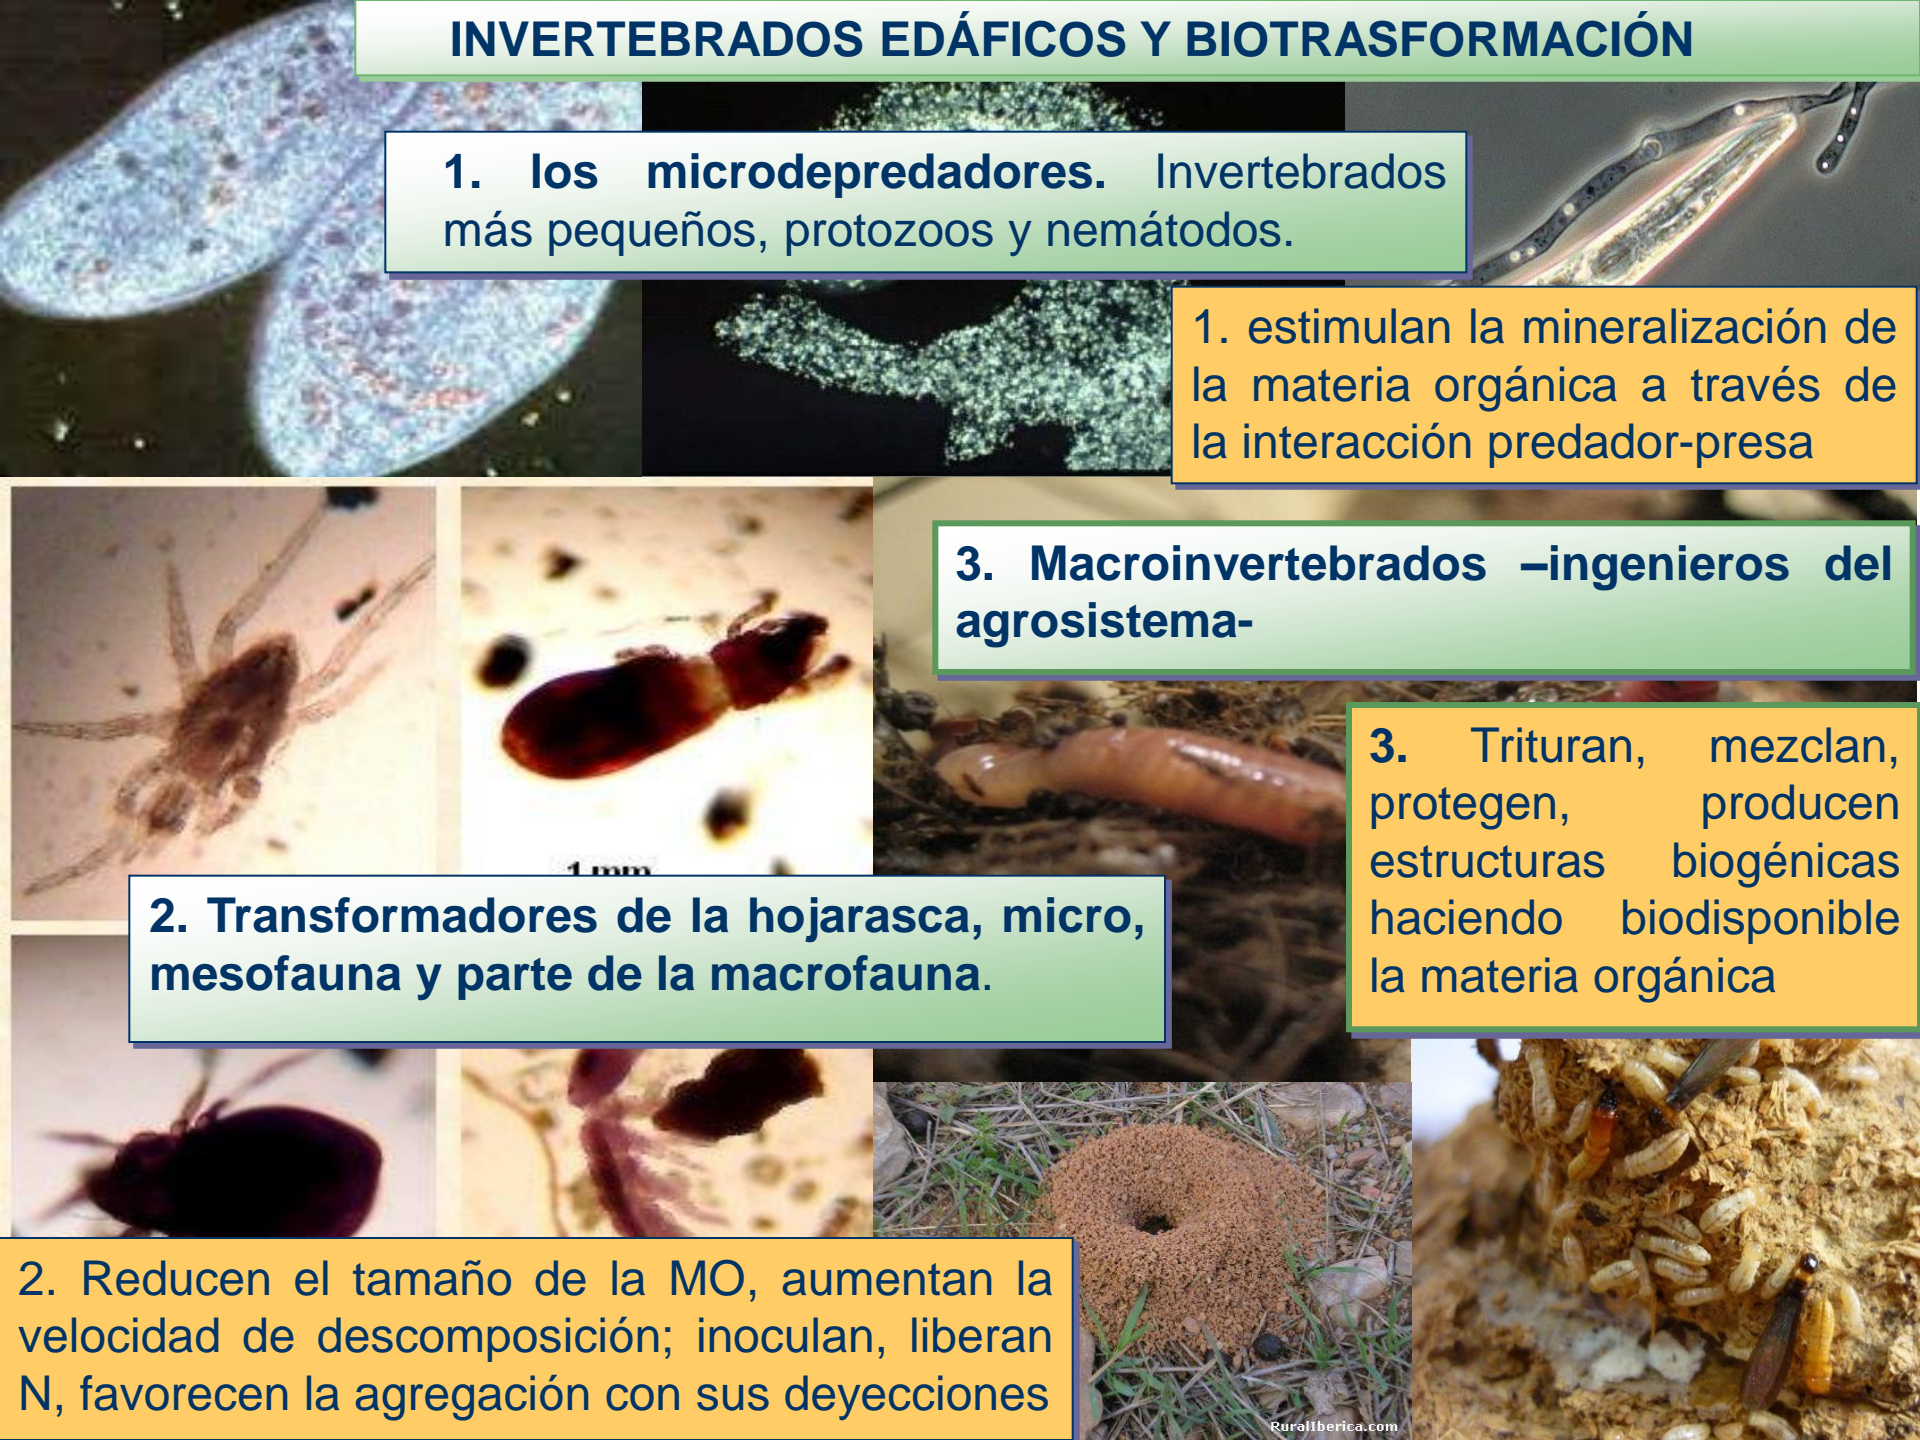 INVERTEBRADOS EDÁFICOS Y BIOTRASFORMACIÓN
1. los microdepredadores. Invertebrados
más pequeños, protozoos y nemátodos.
1. estimulan la mineralización de
la materia orgánica a través de
la interacción predador-presa
3. Macroinvertebrados –ingenieros del
agrosistema-
3. Trituran, mezclan,
protegen, producen
estructuras biogénicas
haciendo biodisponible
la materia orgánica
1 mm
2. Transformadores de la hojarasca, micro,
mesofauna y parte de la macrofauna.
2. Reducen el tamaño de la MO, aumentan la
velocidad de descomposición; inoculan, liberan
N, favorecen la agregación con sus deyecciones
RuralIberica.com